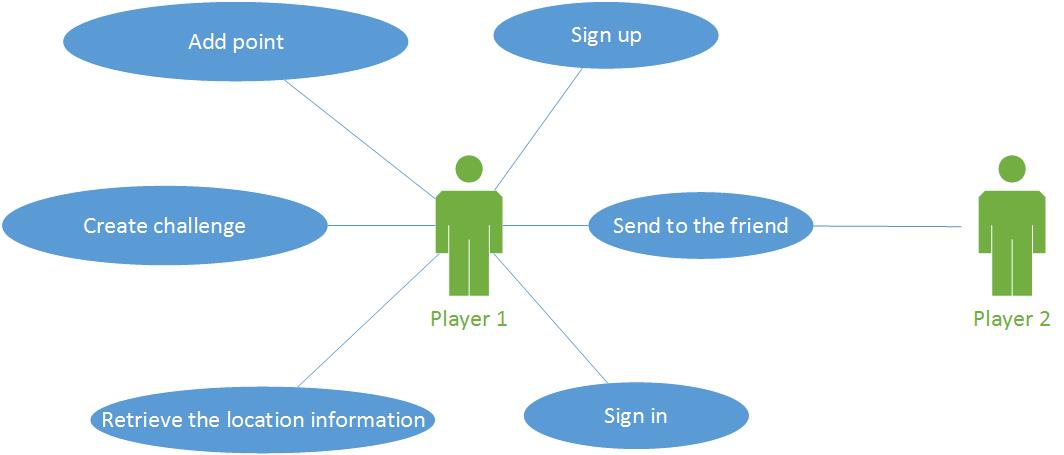 Add point
Sign up
Create challenge
Send to the friend
Player 1
Player 2
Retrieve the location information
Sign in